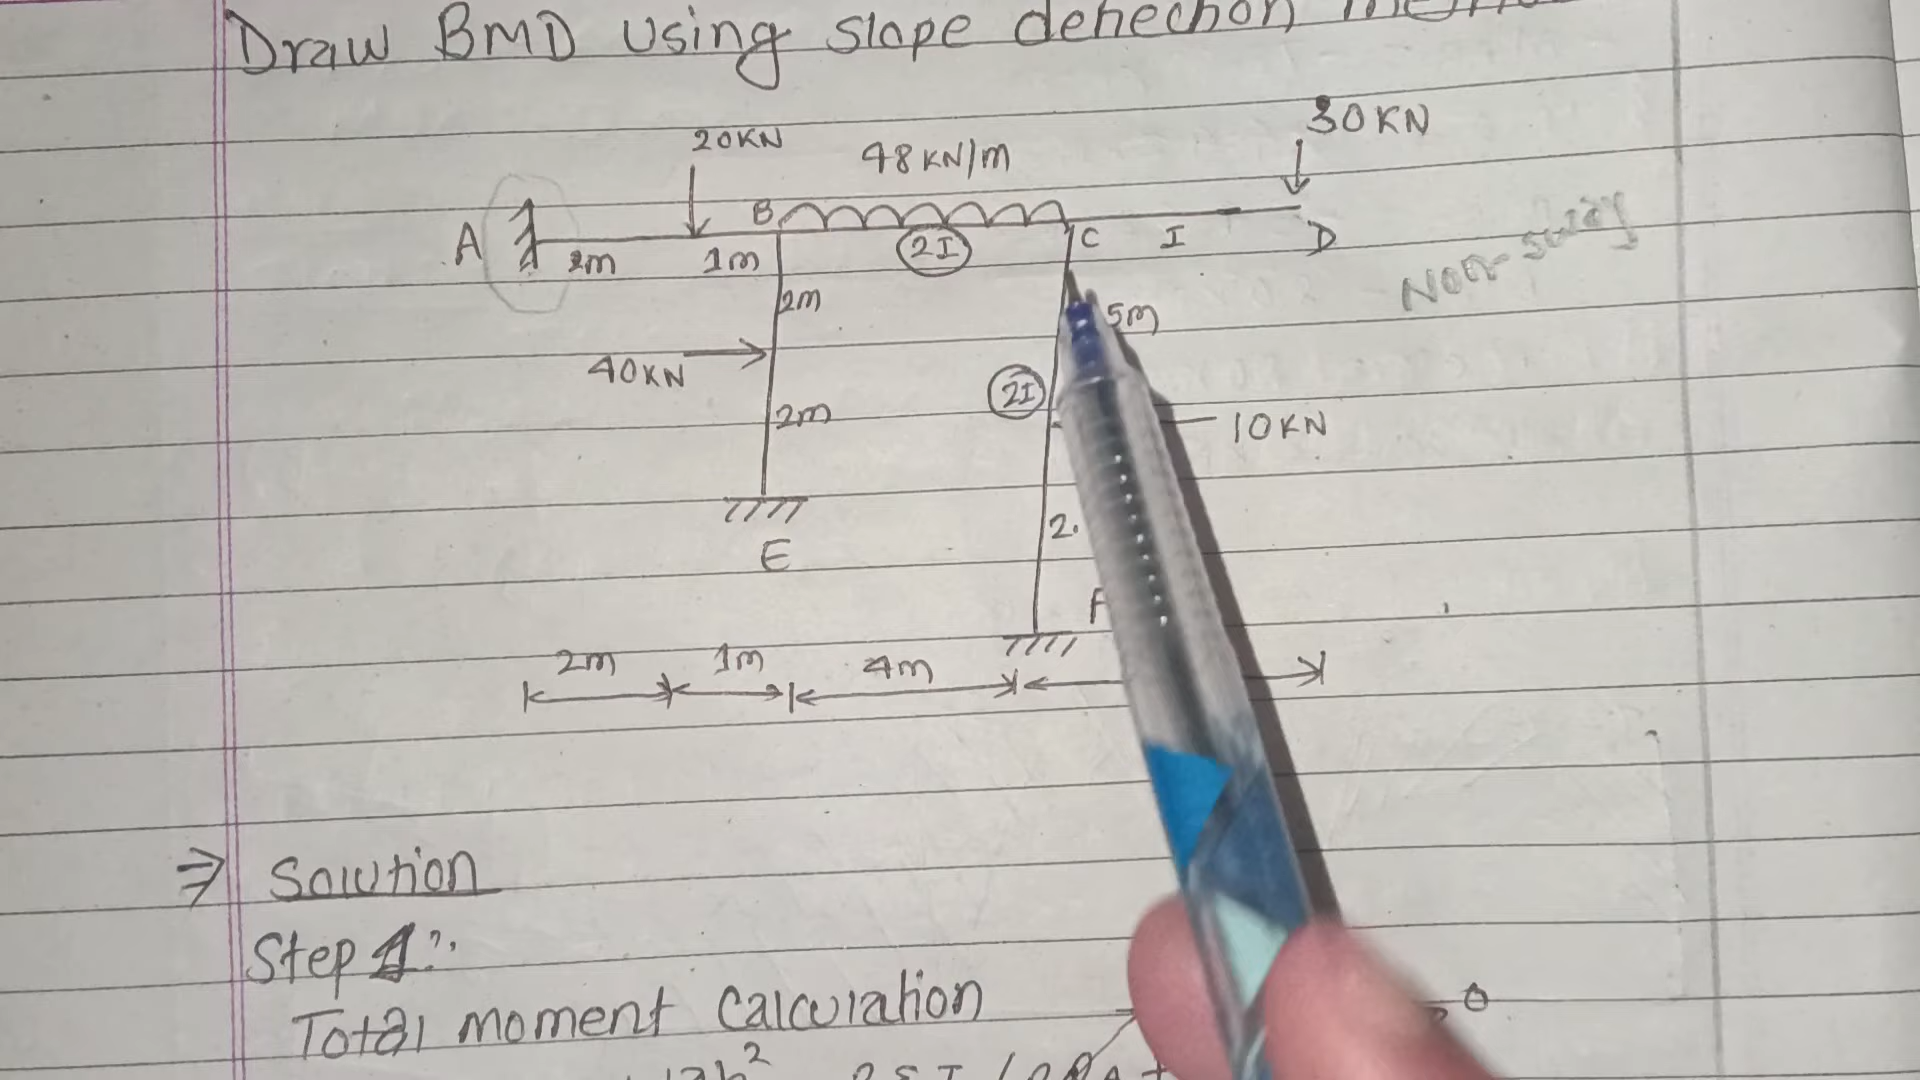 Draw BMD Using slope
30KN
20KN
48 KN/m
B
A
2m
1m
2I
C
I
D
Non-sway
2m
5m
40KN
2I
2m
10KN
2.
E
F
2m
1m
4m
⇒ Solution
Step 1:
Total moment Calculation